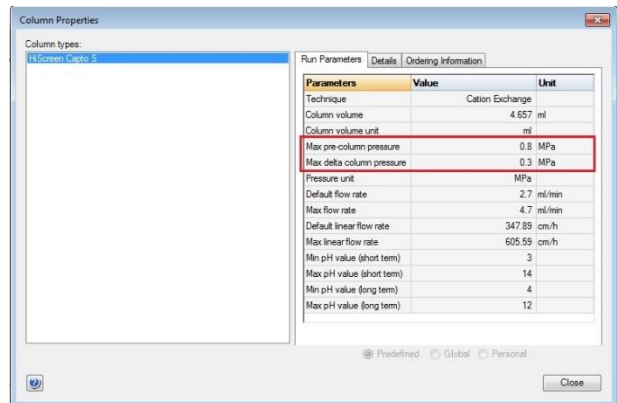 Column Properties
Column types:
HiScreen Capto S
Run Parameters Details Ordering Information
Parameters Value Unit
Technique Cation Exchange
Column volume 4.657 ml
Column volume unit ml
Max pre-column pressure 0.8 MPa
Max delta column pressure 0.3 MPa
Pressure unit MPa
Default flow rate 2.7 ml/min
Max flow rate 4.7 ml/min
Default linear flow rate 347.89 cm/h
Max linear flow rate 605.59 cm/h
Min pH value (short term) 3
Max pH value (short term) 14
Min pH value (long term) 4
Max pH value (long term) 12
Predefined Global Personal
Close